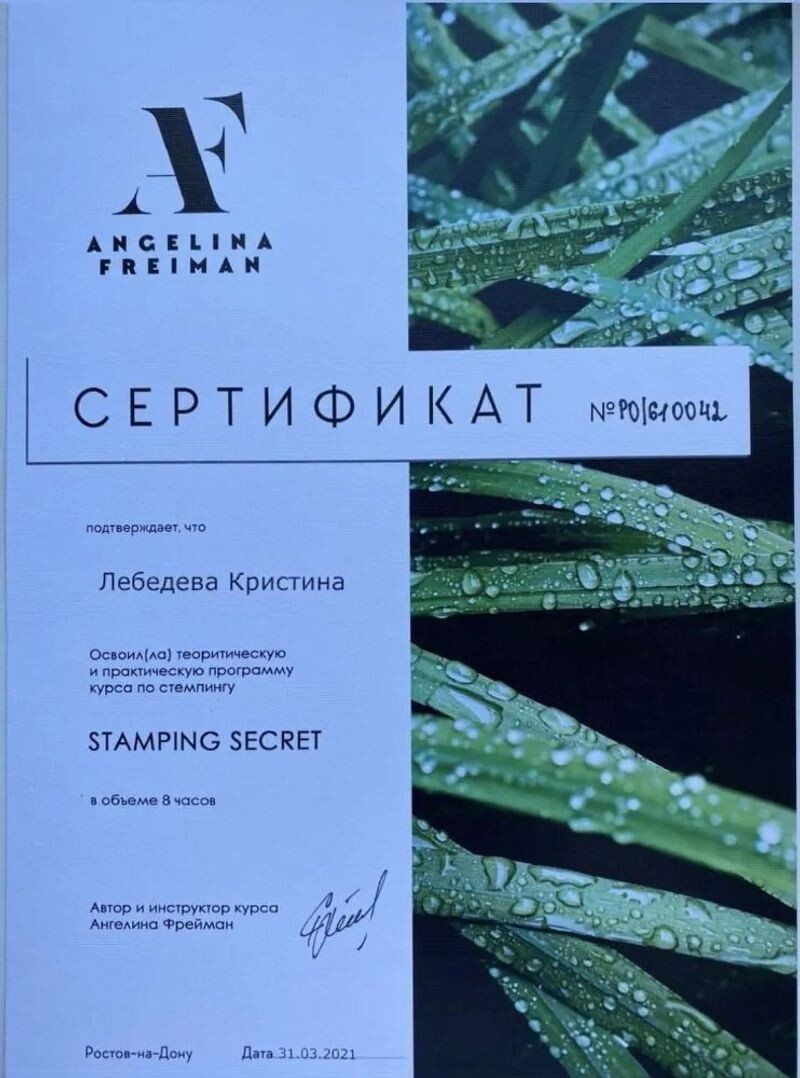 AF
ANGELINA
FREIMAN
СЕРТИФИКАТ №РО/610042
подтверждает, что
Лебедева Кристина
Освоил(ла) теоритическую
и практическую программу
курса по стемпингу
STAMPING SECRET
в объеме 8 часов
Автор и инструктор курса
Ангелина Фрейман
Ростов-на-Дону Дата 31.03.2021